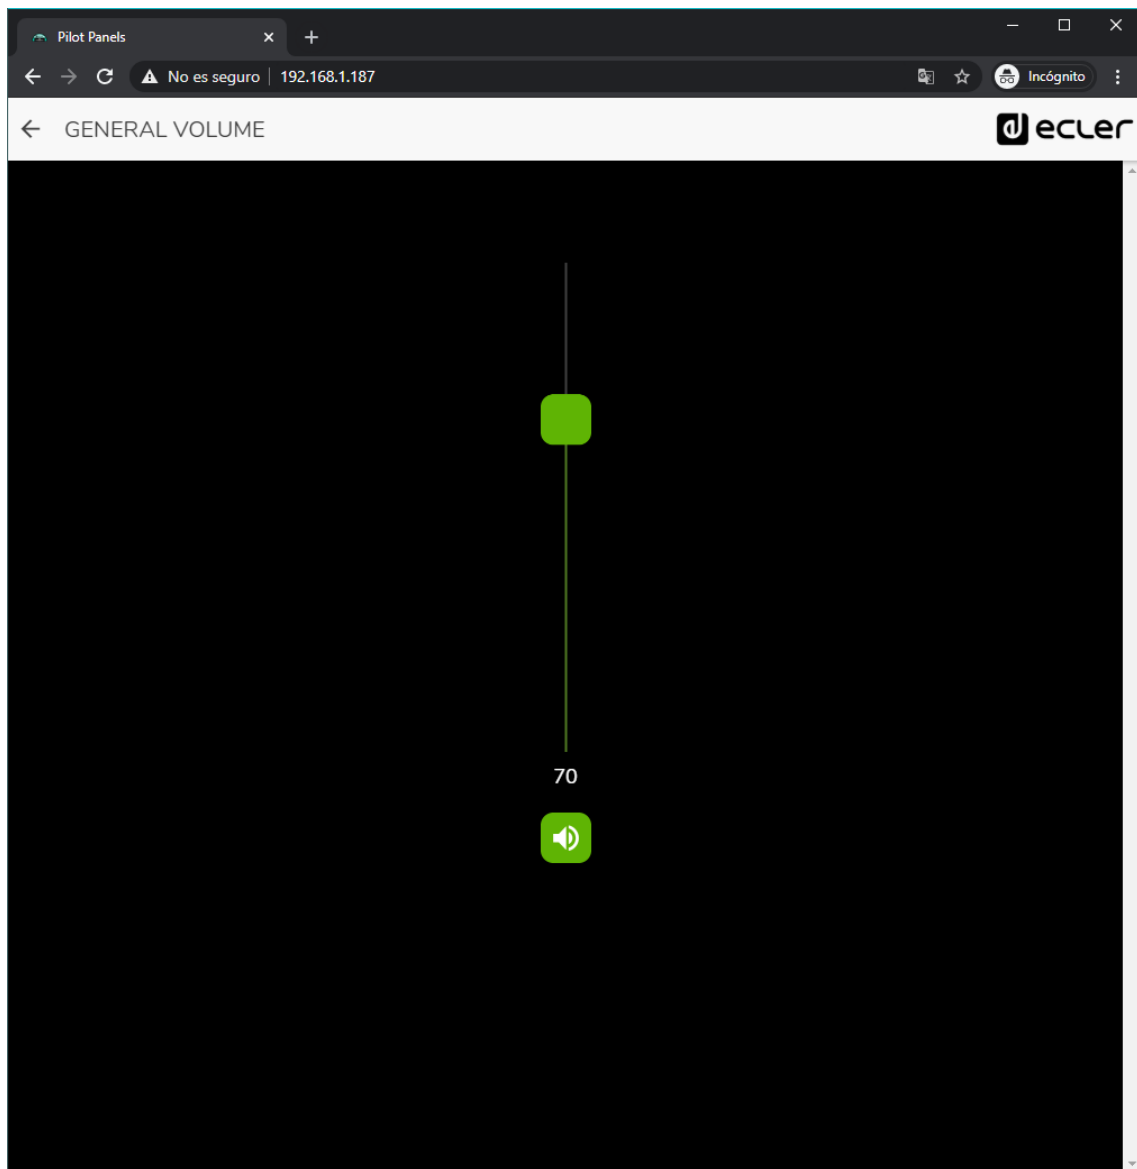 Pilot Panels
No es seguro 192.168.1.187 Incógnito
GENERAL VOLUME ecler
70